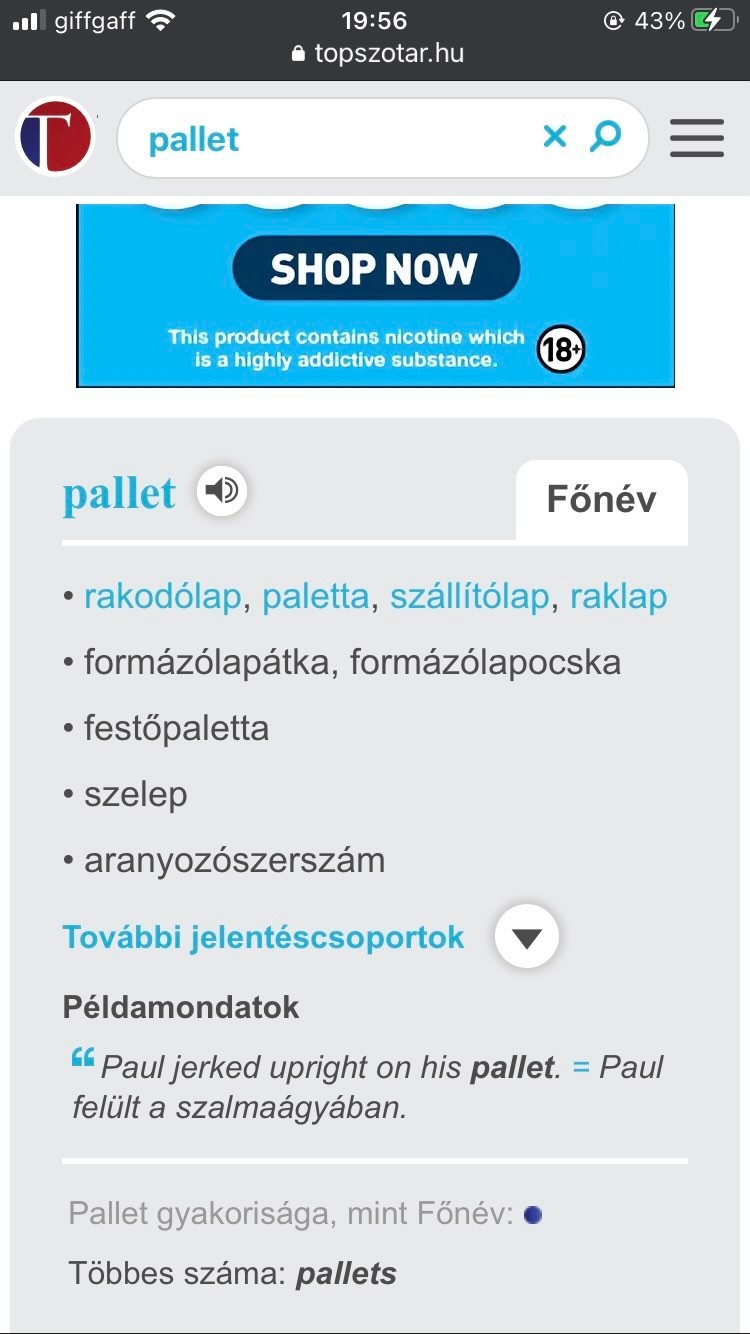 giffgaff 19:56 43%
topszotar.hu
T pallet
SHOP NOW
This product contains nicotine which
is a highly addictive substance. 18+
pallet Főnév
• rakodólap, paletta, szállítólap, raklap
• formázólapátka, formázólapocska
• festőpaletta
• szelep
• aranyozószerszám
További jelentéscsoportok
Példamondatok
“ Paul jerked upright on his pallet. = Paul
felült a szalmaágyában.
Pallet gyakorisága, mint Főnév:
Többes száma: pallets